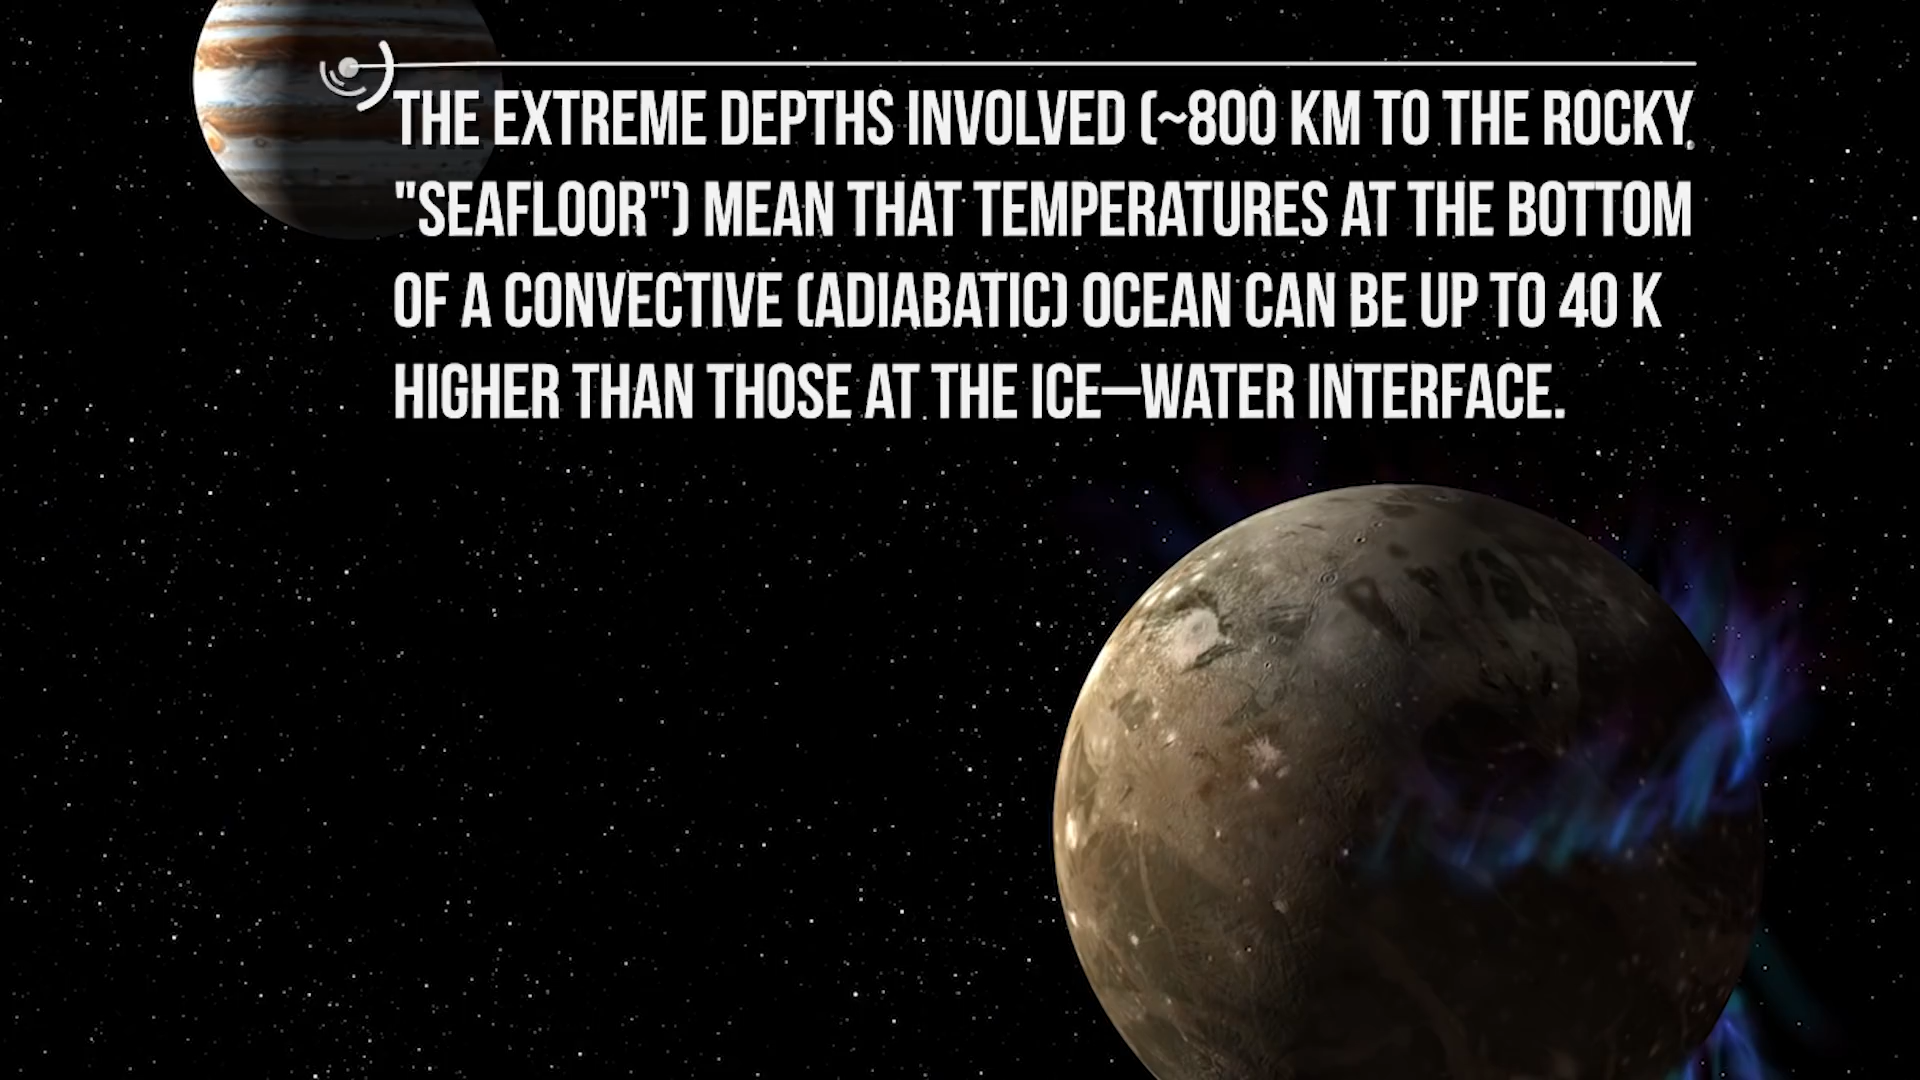 THE EXTREME DEPTHS INVOLVED (~800 KM TO THE ROCKY
"SEAFLOOR") MEAN THAT TEMPERATURES AT THE BOTTOM
OF A CONVECTIVE (ADIABATIC) OCEAN CAN BE UP TO 40 K
HIGHER THAN THOSE AT THE ICE–WATER INTERFACE.